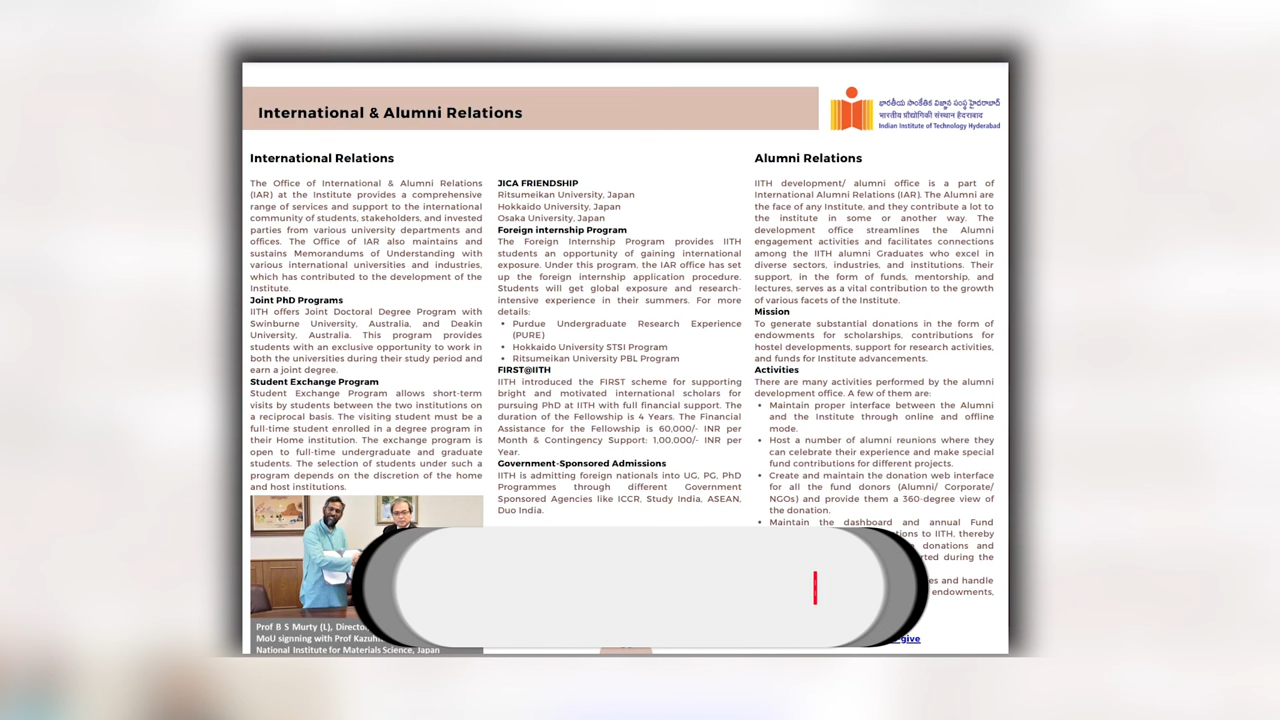 International & Alumni Relations
భారతీయ సాంకేతిక విజ్ఞాన సంస్థ హైదరాబాద్
भारतीय प्रौद्योगिकी संस्थान हैदराबाद
Indian Institute of Technology Hyderabad
International Relations
The Office of International & Alumni Relations
(IAR) at the Institute provides a comprehensive
range of services and support to the international
community of students, stakeholders, and invested
parties from various university departments and
offices. The Office of IAR also maintains and
sustains Memorandums of Understanding with
various international universities and industries,
which has contributed to the development of the
Institute.
Joint PhD Programs
IITH offers Joint Doctoral Degree Program with
Swinburne University, Australia, and Deakin
University, Australia. This program provides
students with an exclusive opportunity to work in
both the universities during their study period and
earn a joint degree.
Student Exchange Program
Student Exchange Program allows short-term
visits by students between the two institutions on
a reciprocal basis. The visiting student must be a
full-time student enrolled in a degree program in
their Home institution. The exchange program is
open to full-time undergraduate and graduate
students. The selection of students under such a
program depends on the discretion of the home
and host institutions.
Prof B S Murty (L),
MoU signning with Prof
National Institute for Materials Science, Japan
JICA FRIENDSHIP
Ritsumeikan University, Japan
Hokkaido University, Japan
Osaka University, Japan
Foreign internship Program
The Foreign Internship Program provides IITH
students an opportunity of gaining international
exposure. Under this program, the IAR office has set
up the foreign internship application procedure.
Students will get global exposure and research-
intensive experience in their summers. For more
details:
• Purdue Undergraduate Research Experience
(PURE)
• Hokkaido University STSI Program
• Ritsumeikan University PBL Program
FIRST@IITH
IITH introduced the FIRST scheme for supporting
bright and motivated international scholars for
pursuing PhD at IITH with full financial support. The
duration of the Fellowship is 4 Years. The Financial
Assistance for the Fellowship is 60,000/- INR per
Month & Contingency Support: 1,00,000/- INR per
Year.
Government-Sponsored Admissions
IITH is admitting foreign nationals into UG, PG, PhD
Programmes through different Government
Sponsored Agencies like ICCR, Study India, ASEAN,
Duo India.
Alumni Relations
IITH development/ alumni office is a part of
International Alumni Relations (IAR). The Alumni are
the face of any Institute, and they contribute a lot to
the institute in some or another way. The
development office streamlines the Alumni
engagement activities and facilitates connections
among the IITH alumni Graduates who excel in
diverse sectors, industries, and institutions. Their
support, in the form of funds, mentorship, and
lectures, serves as a vital contribution to the growth
of various facets of the Institute.
Mission
To generate substantial donations in the form of
endowments for scholarships, contributions for
hostel developments, support for research activities,
and funds for Institute advancements.
Activities
There are many activities performed by the alumni
development office. A few of them are:
• Maintain proper interface between the Alumni
and the Institute through online and offline
mode.
• Host a number of alumni reunions where they
can celebrate their experience and make special
fund contributions for different projects.
• Create and maintain the donation web interface
for all the fund donors (Alumni/ Corporate/
NGOs) and provide them a 360-degree view of
the donation.
• Maintain the dashboard and annual Fund
to IITH, thereby
donations and
during the
and handle
endowments,
give